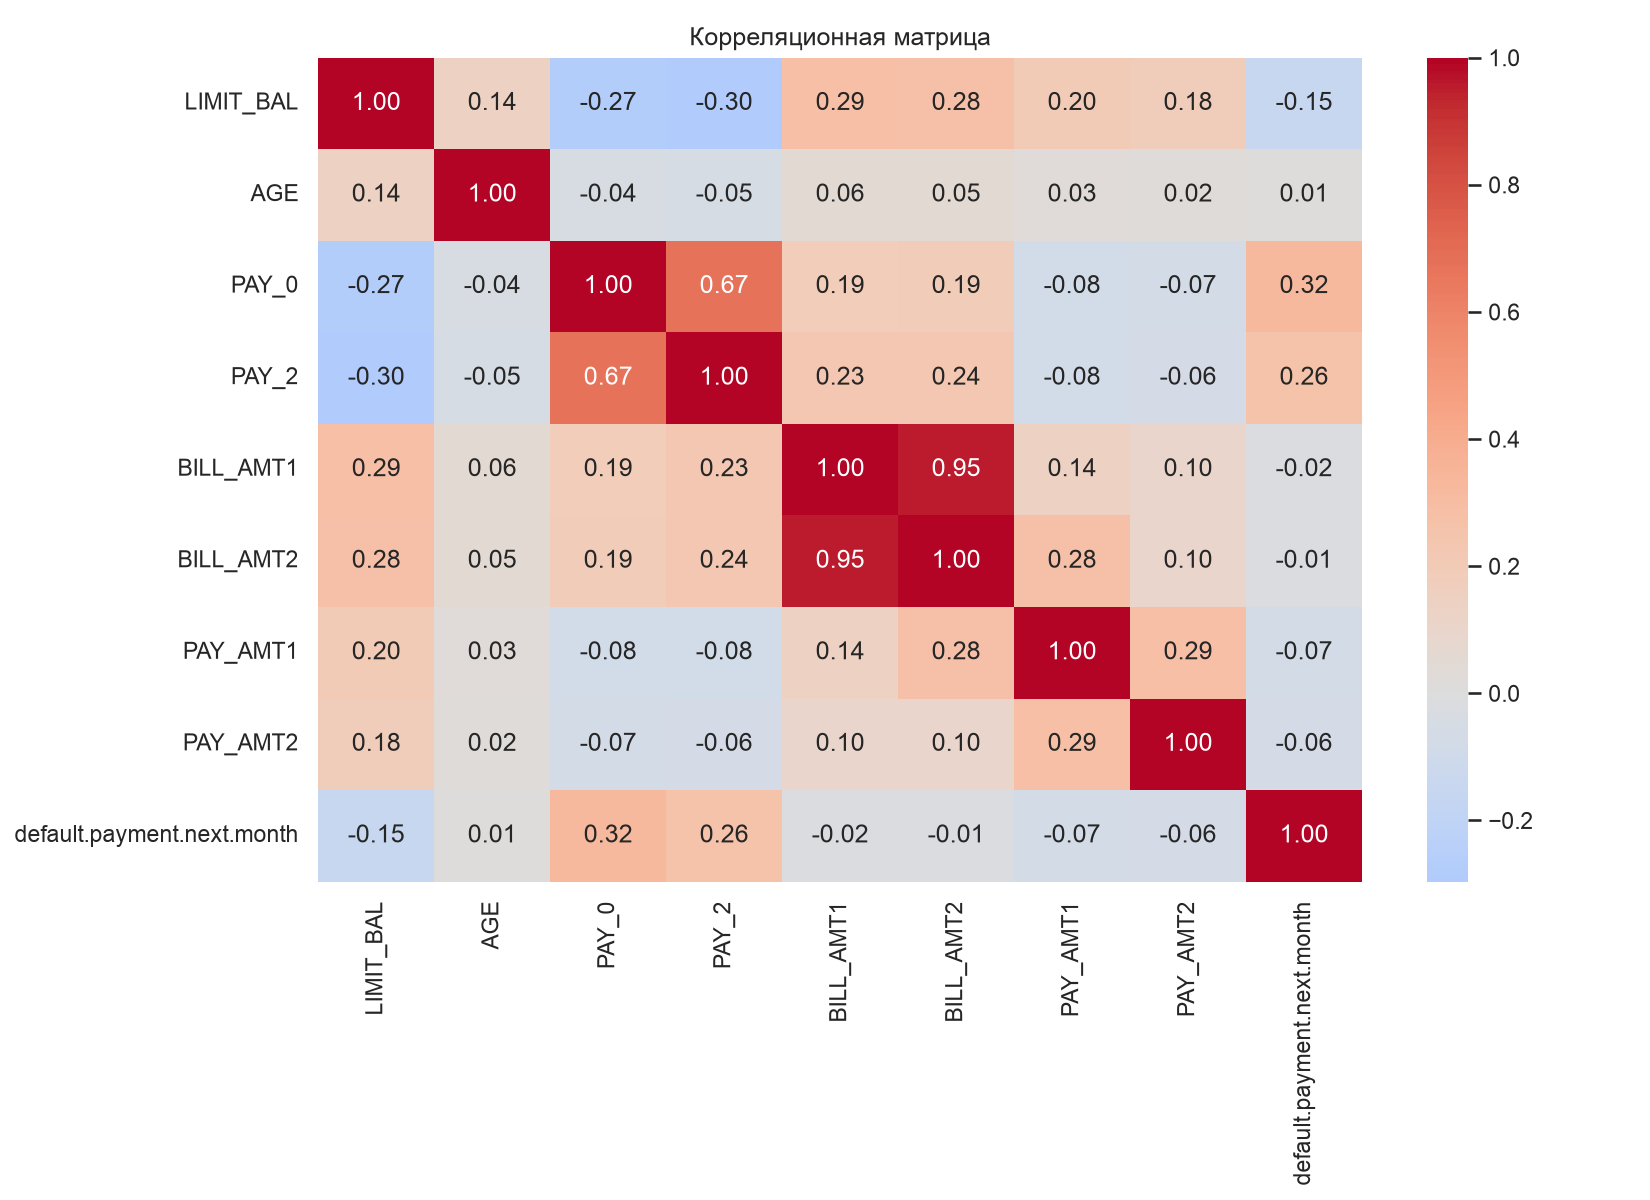 Корреляционная матрица
LIMIT_BAL 1.00 0.14 -0.27 -0.30 0.29 0.28 0.20 0.18 -0.15
AGE 0.14 1.00 -0.04 -0.05 0.06 0.05 0.03 0.02 0.01
PAY_0 -0.27 -0.04 1.00 0.67 0.19 0.19 -0.08 -0.07 0.32
PAY_2 -0.30 -0.05 0.67 1.00 0.23 0.24 -0.08 -0.06 0.26
BILL_AMT1 0.29 0.06 0.19 0.23 1.00 0.95 0.14 0.10 -0.02
BILL_AMT2 0.28 0.05 0.19 0.24 0.95 1.00 0.28 0.10 -0.01
PAY_AMT1 0.20 0.03 -0.08 -0.08 0.14 0.28 1.00 0.29 -0.07
PAY_AMT2 0.18 0.02 -0.07 -0.06 0.10 0.10 0.29 1.00 -0.06
default.payment.next.month -0.15 0.01 0.32 0.26 -0.02 -0.01 -0.07 -0.06 1.00
LIMIT_BAL
AGE
PAY_0
PAY_2
BILL_AMT1
BILL_AMT2
PAY_AMT1
PAY_AMT2
default.payment.next.month
1.0
0.8
0.6
0.4
0.2
0.0
−0.2